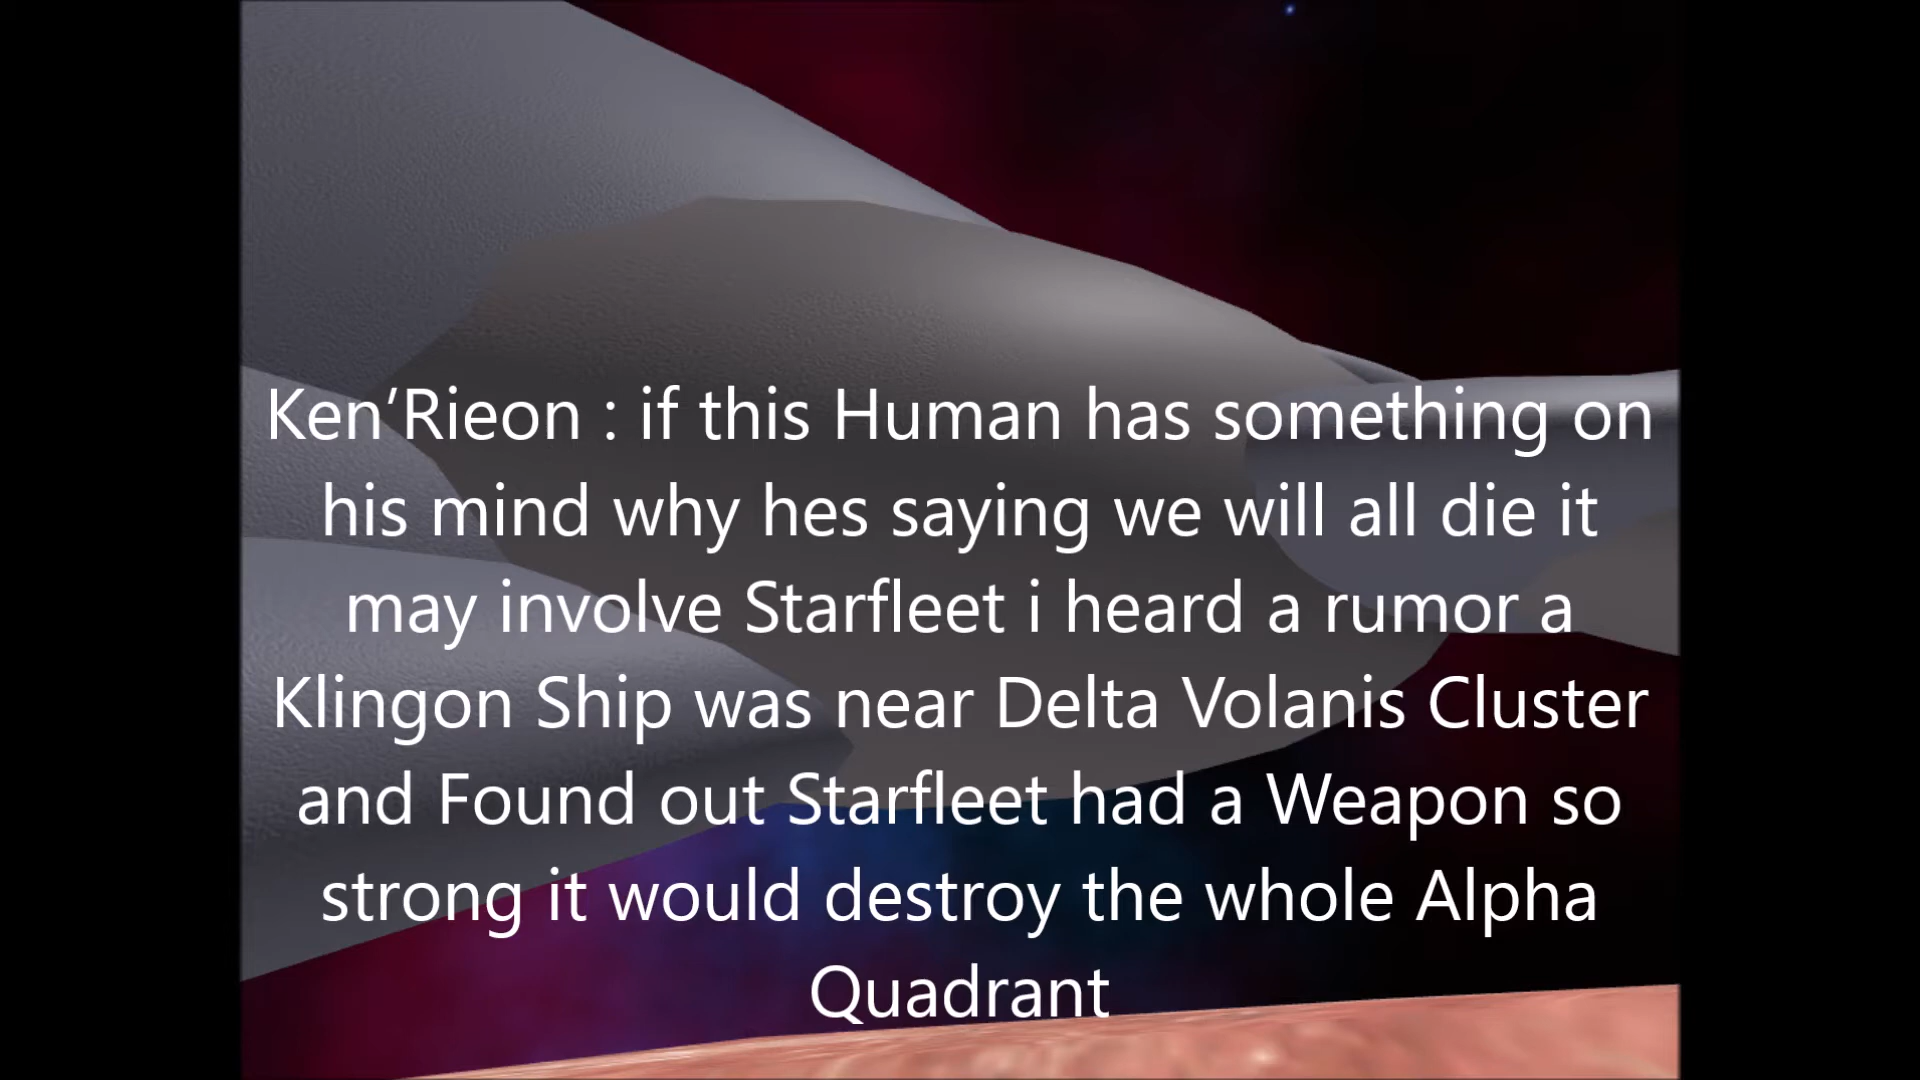 Ken’Rieon : if this Human has something on
his mind why hes saying we will all die it
may involve Starfleet i heard a rumor a
Klingon Ship was near Delta Volanis Cluster
and Found out Starfleet had a Weapon so
strong it would destroy the whole Alpha
Quadrant